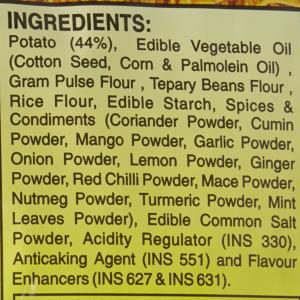 INGREDIENTS:
Potato (44%), Edible Vegetable Oil
(Cotton Seed, Corn & Palmolein Oil) ,
Gram Pulse Flour , Tepary Beans Flour ,
Rice Flour, Edible Starch, Spices &
Condiments (Coriander Powder, Cumin
Powder, Mango Powder, Garlic Powder,
Onion Powder, Lemon Powder, Ginger
Powder, Red Chilli Powder, Mace Powder,
Nutmeg Powder, Turmeric Powder, Mint
Leaves Powder), Edible Common Salt
Powder, Acidity Regulator (INS 330),
Anticaking Agent (INS 551) and Flavour
Enhancers (INS 627 & INS 631).